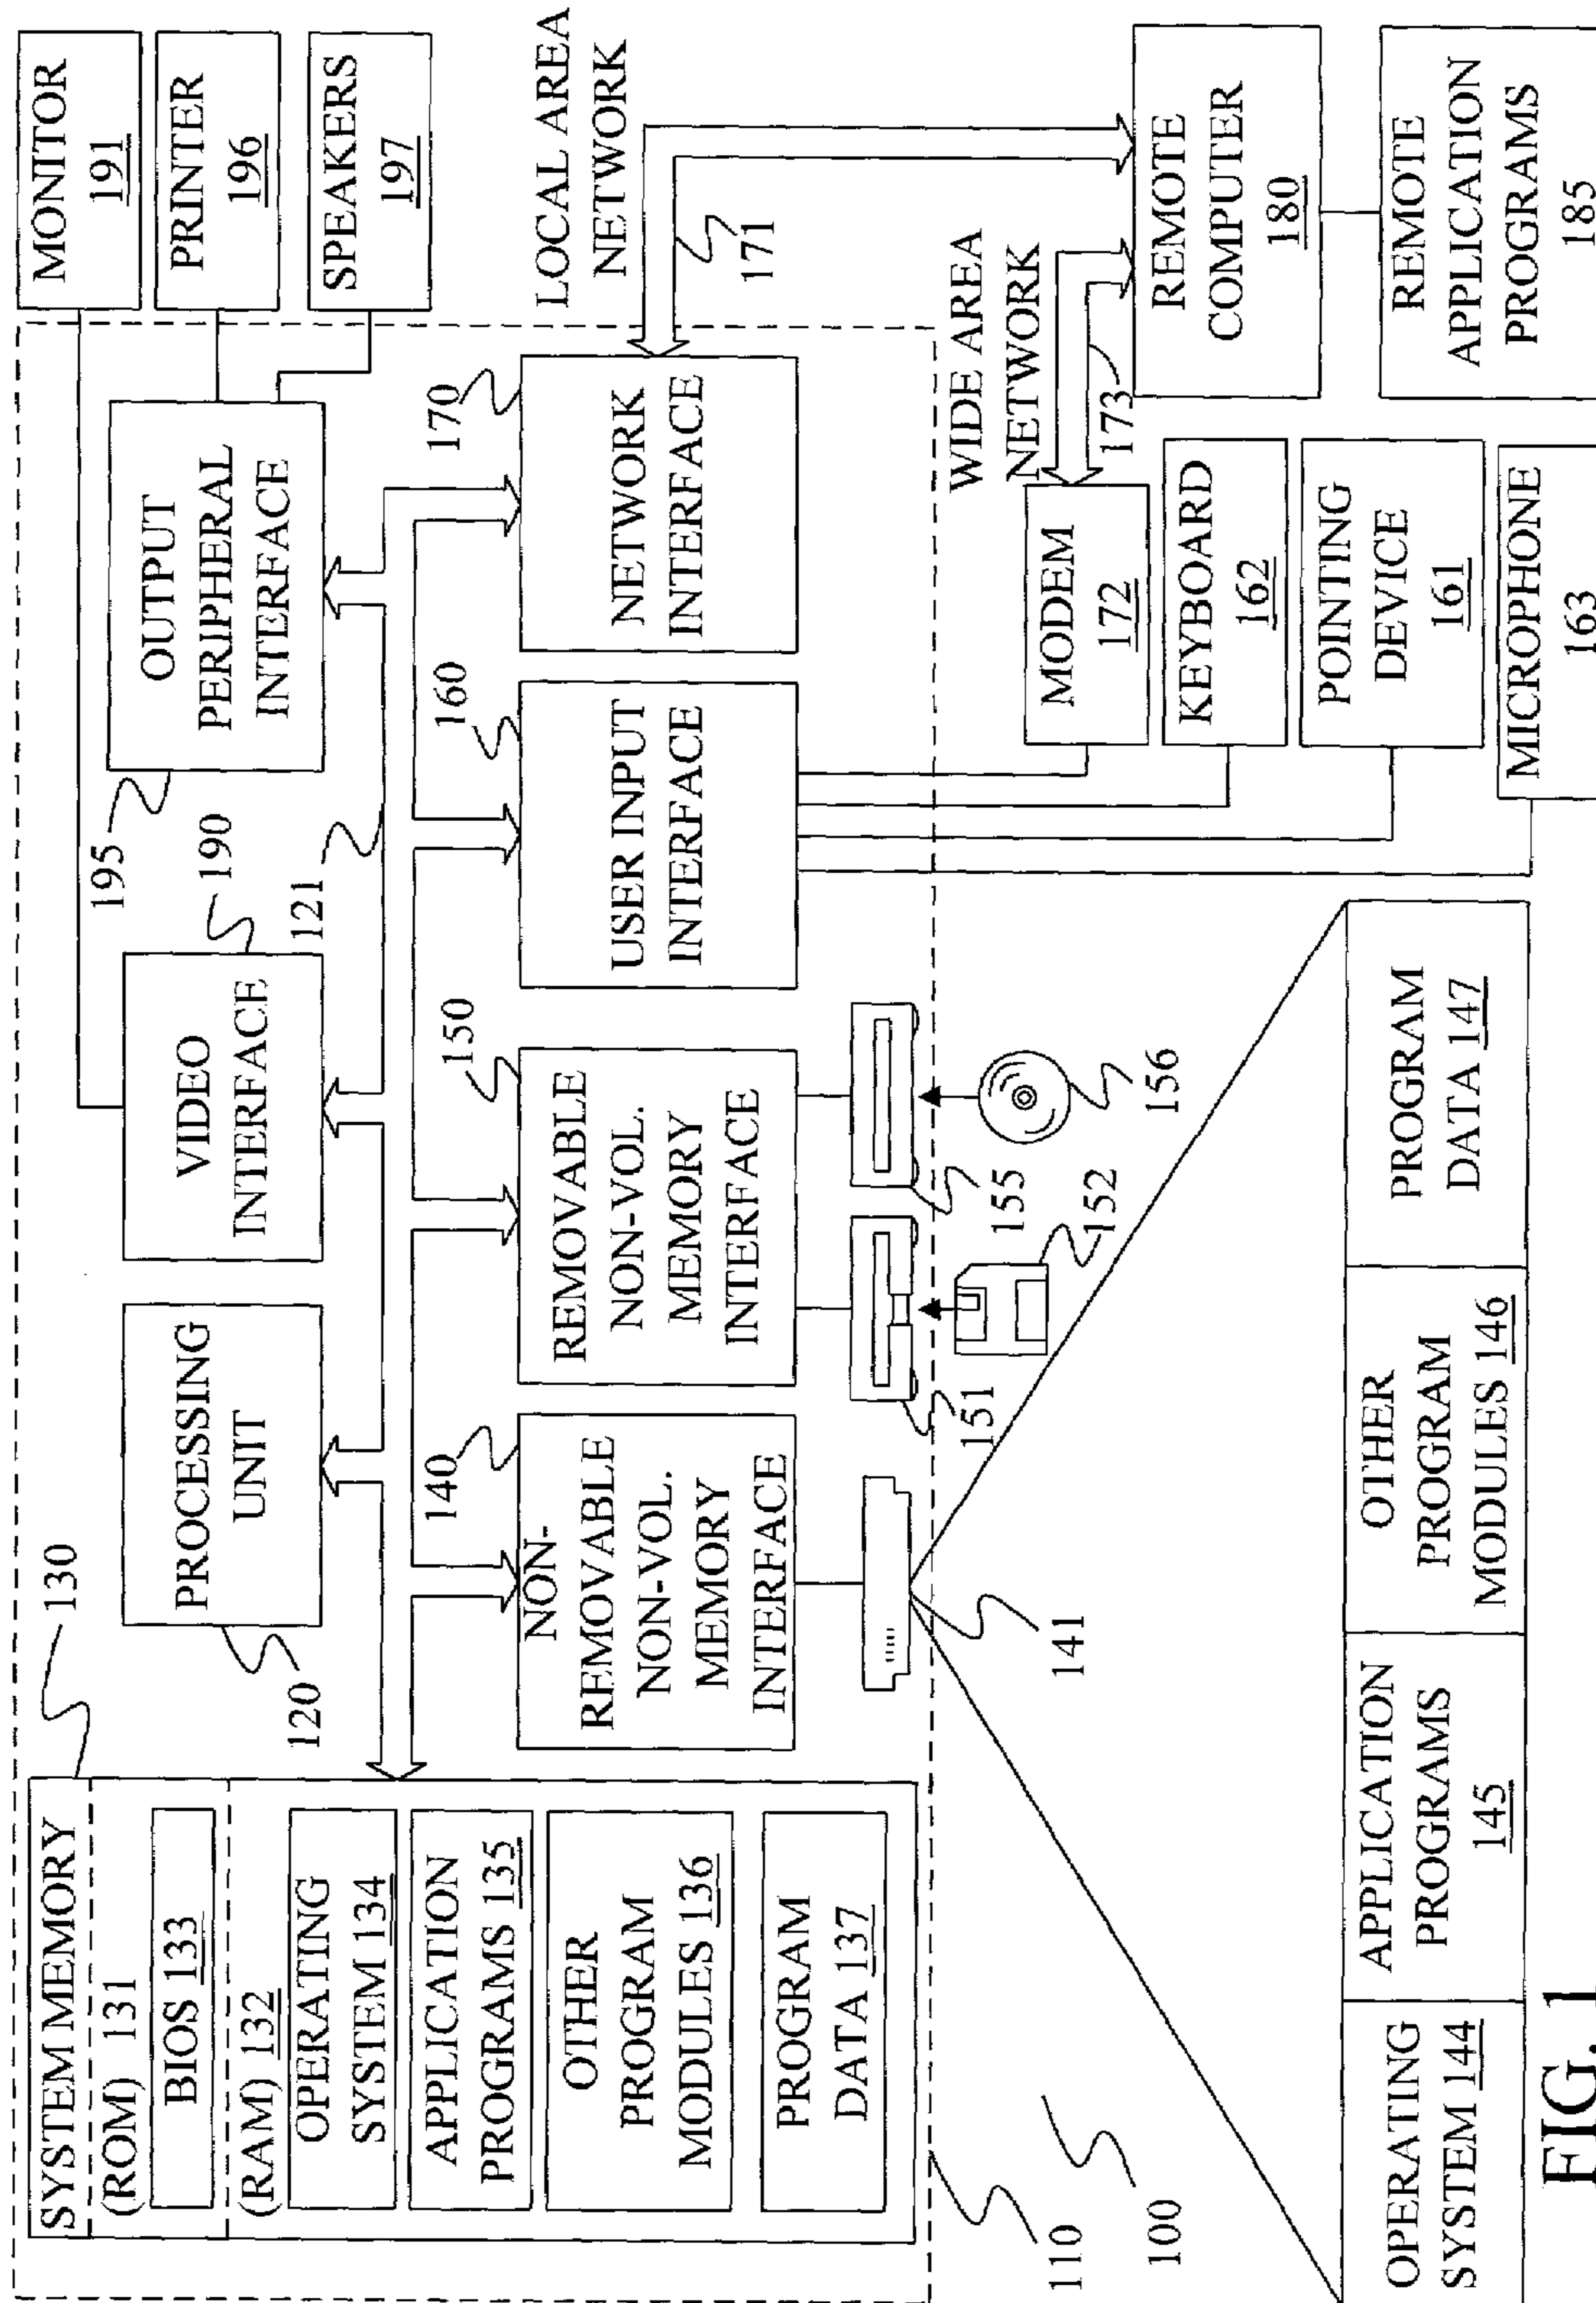 SYSTEM MEMORY
(ROM) 131
BIOS 133
(RAM) 132
OPERATING
SYSTEM 134
APPLICATION
PROGRAMS 135
OTHER
PROGRAM
MODULES 136
PROGRAM
DATA 137
130
PROCESSING
UNIT
120
VIDEO
INTERFACE
190
121
OUTPUT
PERIPHERAL
INTERFACE
195
MONITOR
191
PRINTER
196
SPEAKERS
197
NON-
REMOVABLE
NON-VOL.
MEMORY
INTERFACE
140
REMOVABLE
NON-VOL.
MEMORY
INTERFACE
150
USER INPUT
INTERFACE
160
NETWORK
INTERFACE
170
LOCAL AREA
NETWORK
171
141
151
152
155
156
WIDE AREA
NETWORK
173
MODEM
172
KEYBOARD
162
POINTING
DEVICE
161
MICROPHONE
163
REMOTE
COMPUTER
180
REMOTE
APPLICATION
PROGRAMS
185
110
100
OPERATING
SYSTEM 144
APPLICATION
PROGRAMS
145
OTHER
PROGRAM
MODULES 146
PROGRAM
DATA 147
FIG. 1